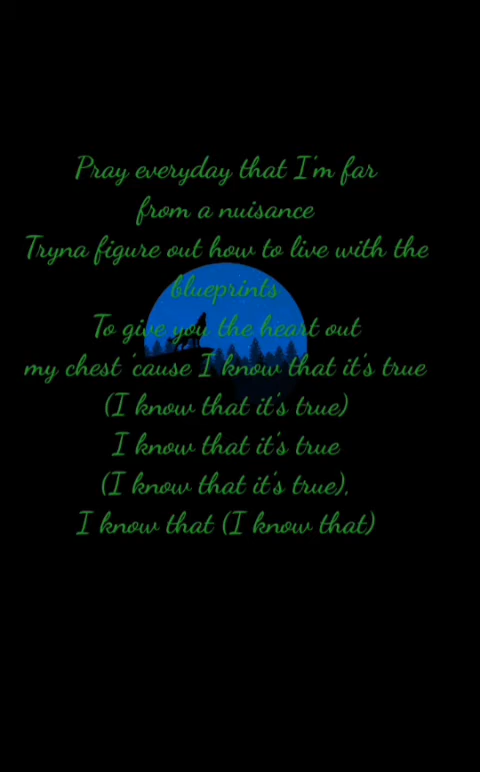 Pray everyday that I'm far
from a nuisance
Tryna figure out how to live with the
blueprints
To give you the heart out
my chest 'cause I know that it's true
(I know that it's true)
I know that it's true
(I know that it's true),
I know that (I know that)